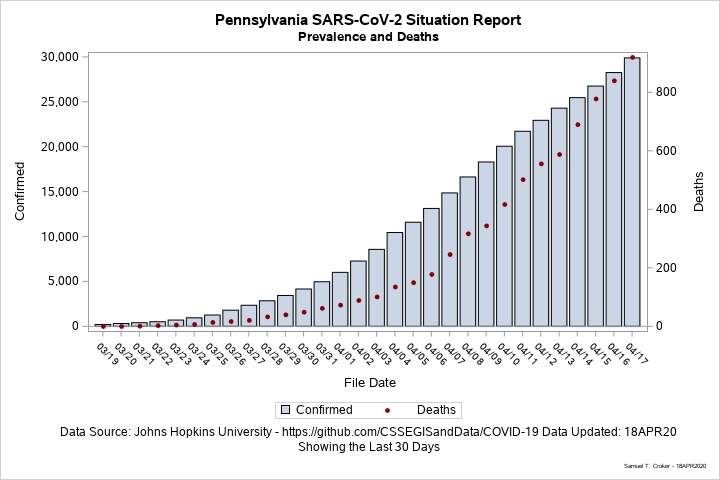 Pennsylvania SARS-CoV-2 Situation Report
Prevalence and Deaths
30,000
25,000
20,000
15,000
10,000
5,000
0
Confirmed
800
600
400
200
0
Deaths
03/19 03/20 03/21 03/22 03/23 03/24 03/25 03/26 03/27 03/28 03/29 03/30 03/31 04/01 04/02 04/03 04/04 04/05 04/06 04/07 04/08 04/09 04/10 04/11 04/12 04/13 04/14 04/15 04/16 04/17
File Date
Confirmed Deaths
Data Source: Johns Hopkins University - https://github.com/CSSEGISandData/COVID-19 Data Updated: 18APR20
Showing the Last 30 Days
Samuel T. Croker - 18APR2020